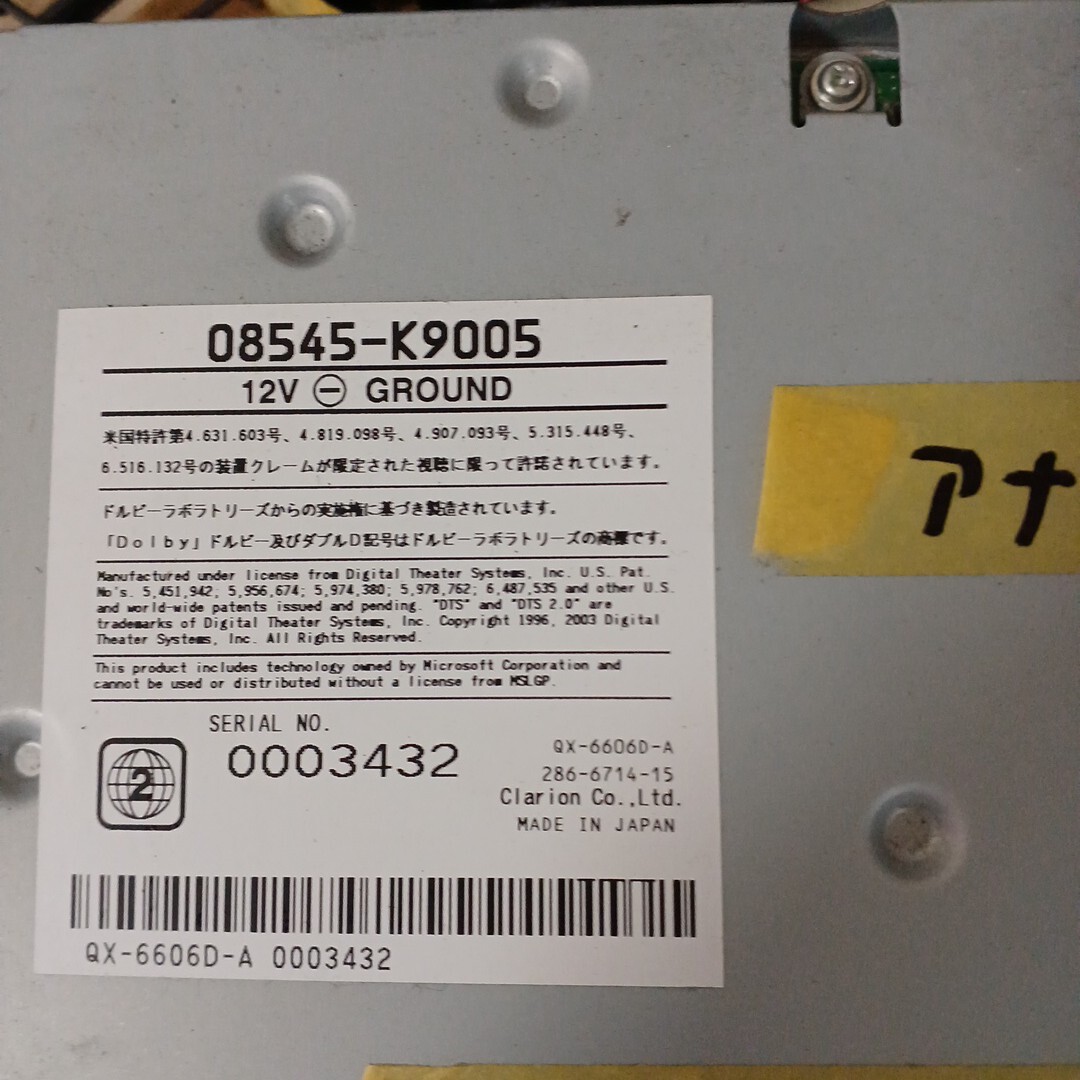 08545-K9005
12V ⊖ GROUND
米国特許第4.631.603号、4.819.098号、4.907.093号、5.315.448号、
6.516.132号の装置クレームが限定された視聴に限って許諾されています。
ドルビーラボラトリーズからの実施権に基づき製造されています。
「Dolby」ドルビー及びダブルD記号はドルビーラボラトリーズの商標です。
Manufactured under license from Digital Theater Systems, Inc. U.S. Pat.
No's. 5,451,942; 5,956,674; 5,974,380; 5,978,762; 6,487,535 and other U.S.
and world-wide patents issued and pending. "DTS" and "DTS 2.0" are
trademarks of Digital Theater Systems, Inc. Copyright 1996, 2003 Digital
Theater Systems, Inc. All Rights Reserved.
This product includes technology owned by Microsoft Corporation and
cannot be used or distributed without a license from MSLGP.
SERIAL NO.
0003432
2
QX-6606D-A
286-6714-15
Clarion Co.,Ltd.
MADE IN JAPAN
QX-6606D-A 0003432
アナ